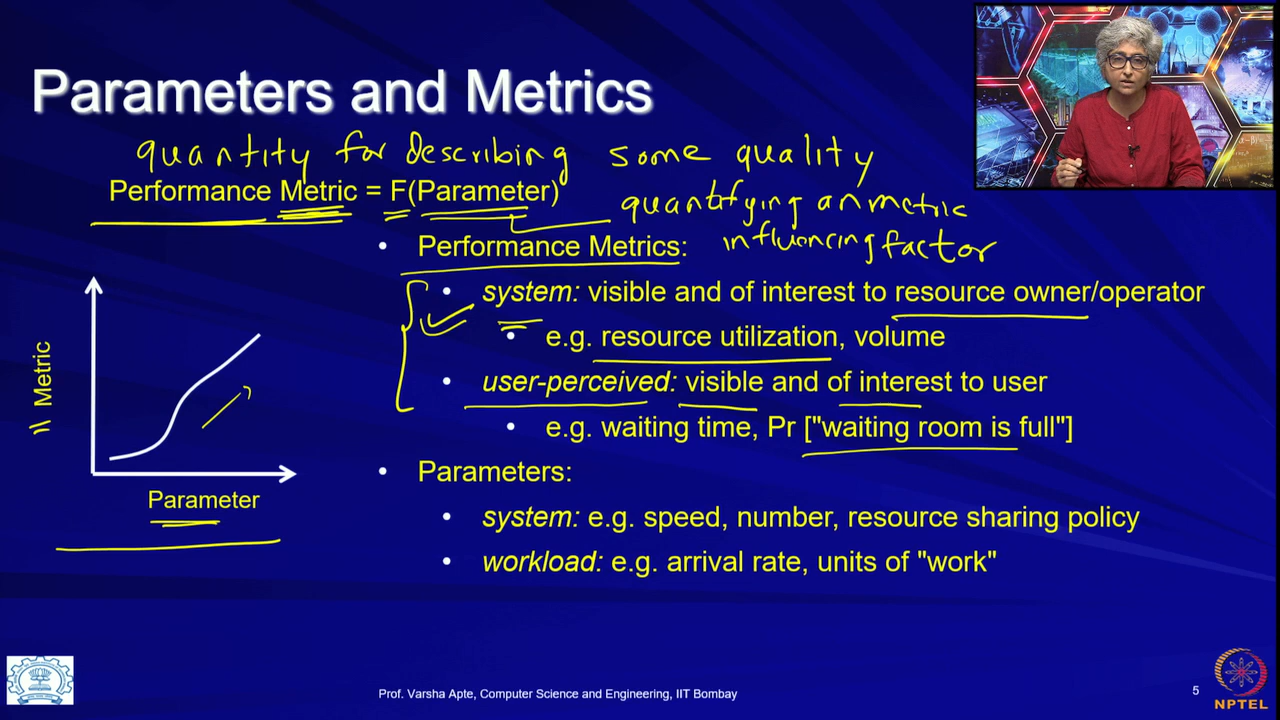 Parameters and Metrics
quantity for describing some quality
Performance Metric = F(Parameter)
quantifying an metric
influencing factor
• Performance Metrics:
• system: visible and of interest to resource owner/operator
• e.g. resource utilization, volume
• user-perceived: visible and of interest to user
• e.g. waiting time, Pr ["waiting room is full"]
• Parameters:
• system: e.g. speed, number, resource sharing policy
• workload: e.g. arrival rate, units of "work"
Metric
Parameter
Prof. Varsha Apte, Computer Science and Engineering, IIT Bombay
5
NPTEL